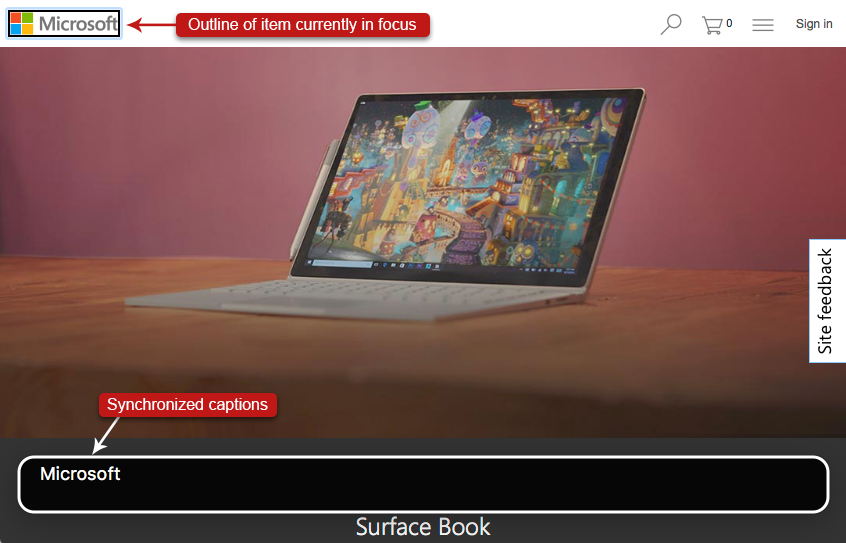 Microsoft
Outline of item currently in focus
0
Sign in
Site feedback
Synchronized captions
Microsoft
Surface Book